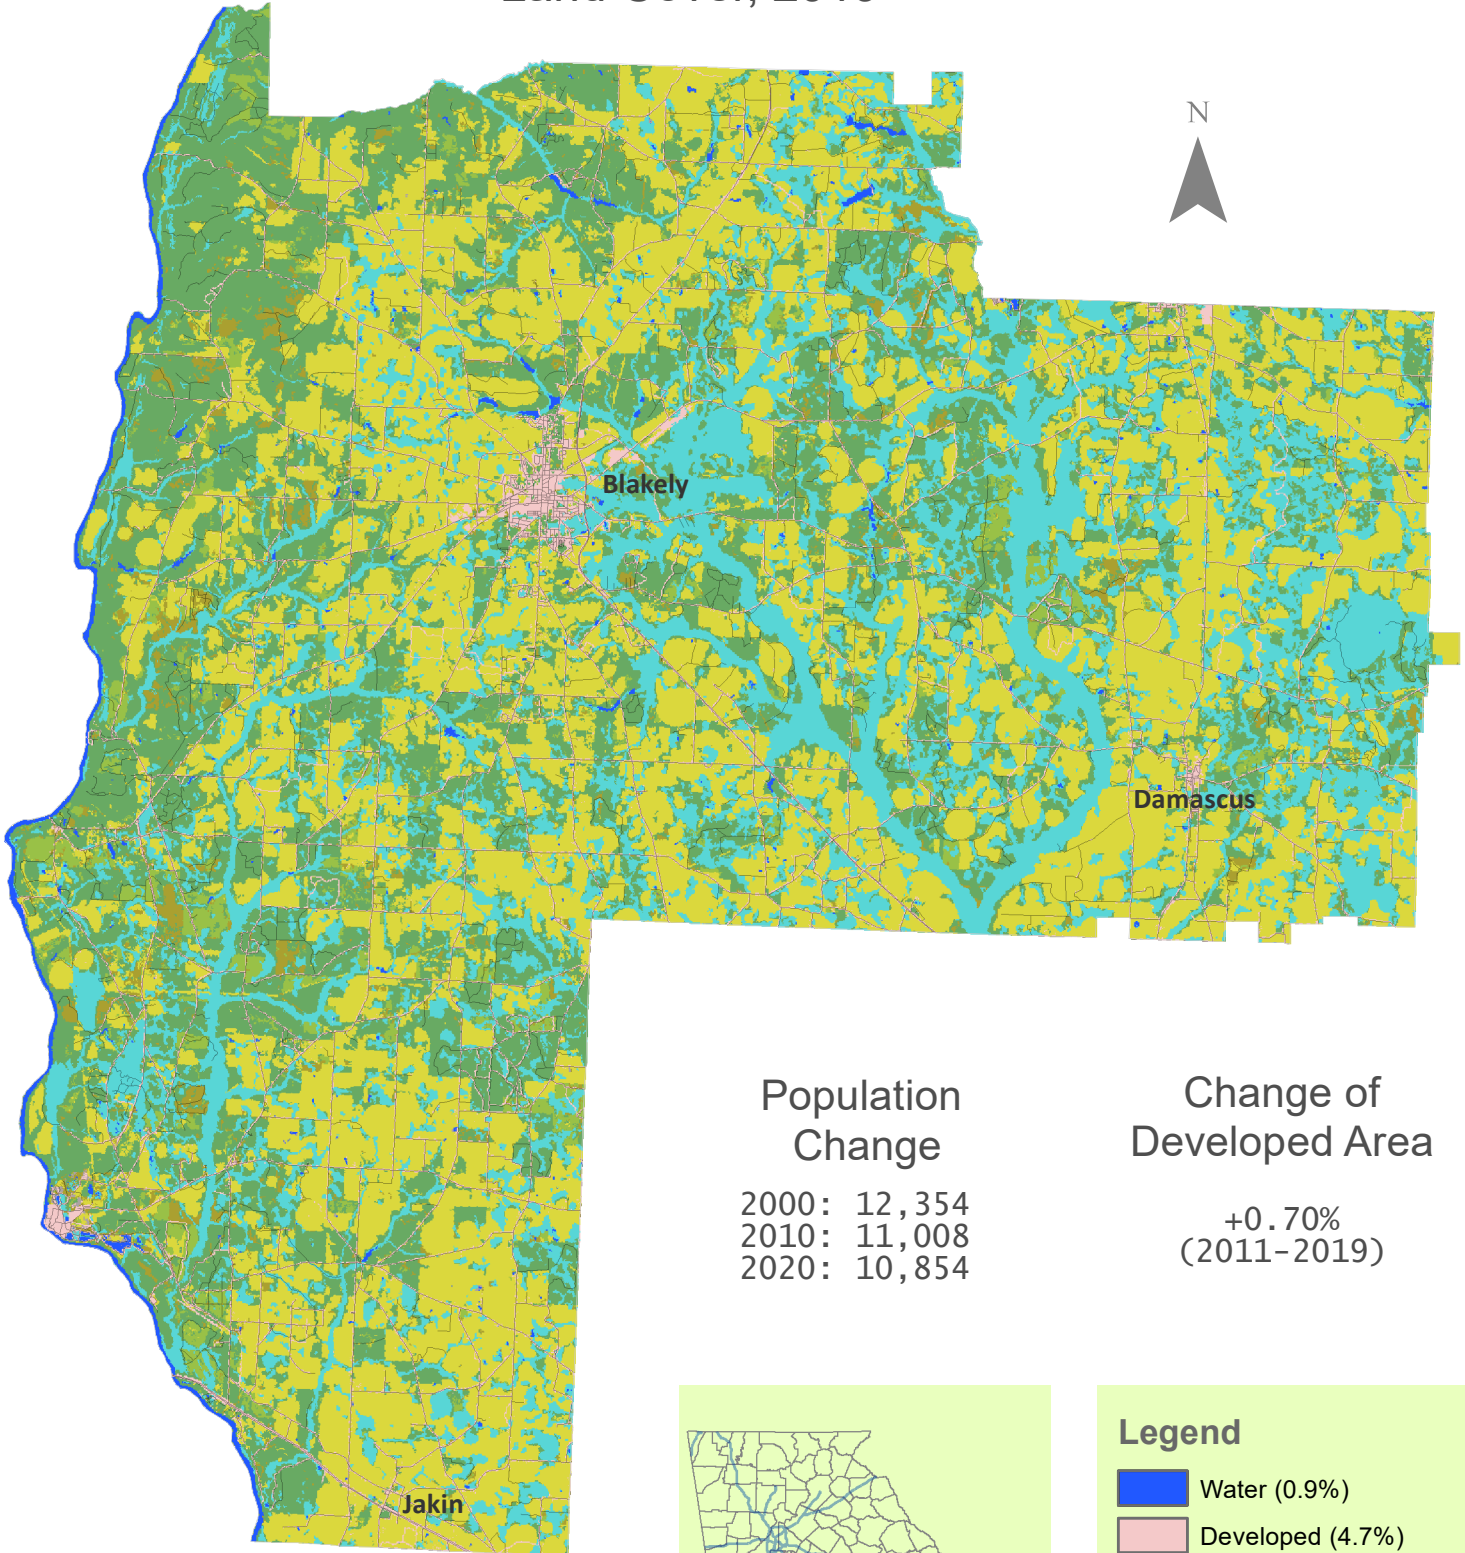 N
Blakely
Damascus
Population
Change
2000: 12,354
2010: 11,008
2020: 10,854
Change of
Developed Area
+0.70%
(2011-2019)
Jakin
Legend
Water (0.9%)
Developed (4.7%)